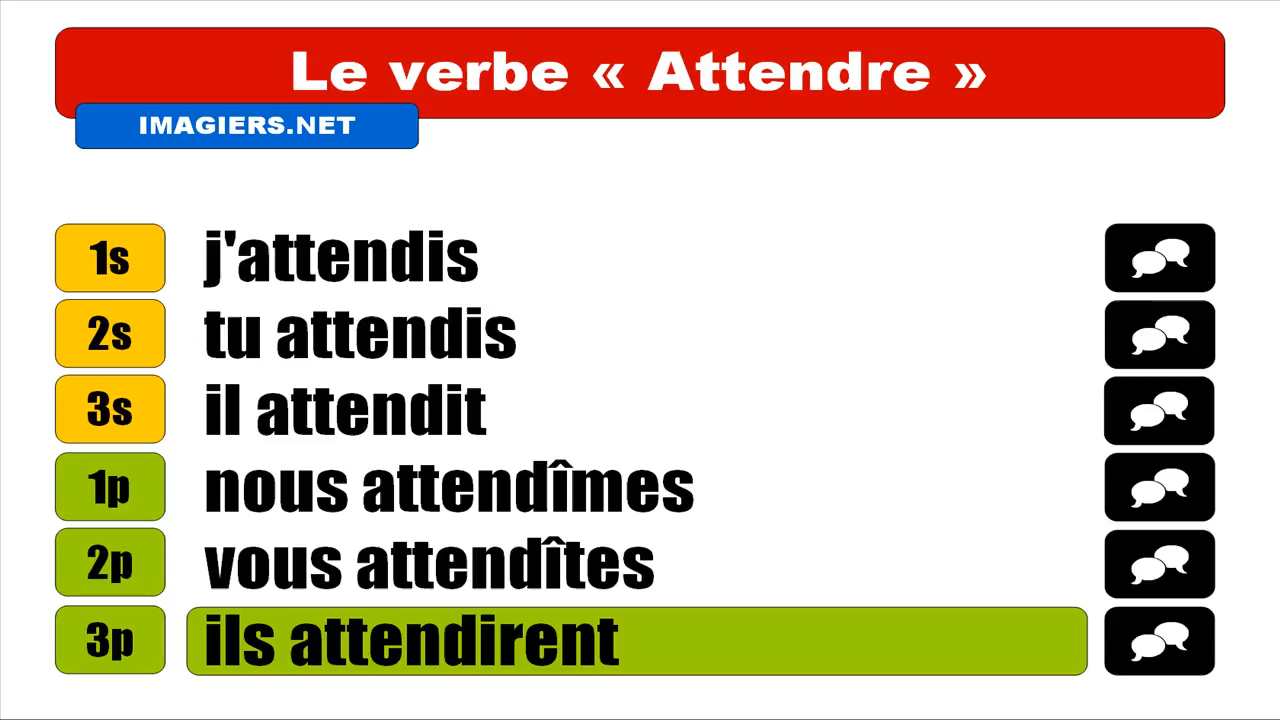 Le verbe « Attendre »
IMAGIERS.NET
1s j'attendis
2s tu attendis
3s il attendit
1p nous attendîmes
2p vous attendîtes
3p ils attendirent